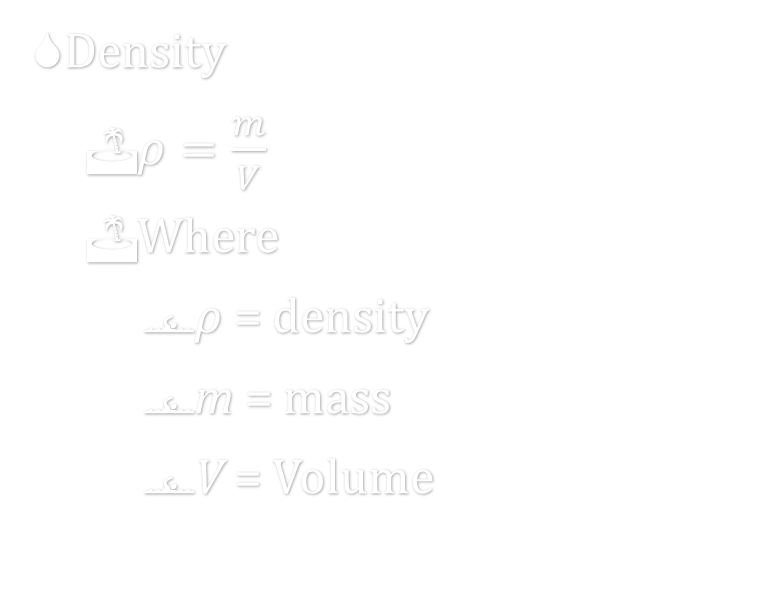 Density
ρ = m/V
Where
ρ = density
m = mass
V = Volume